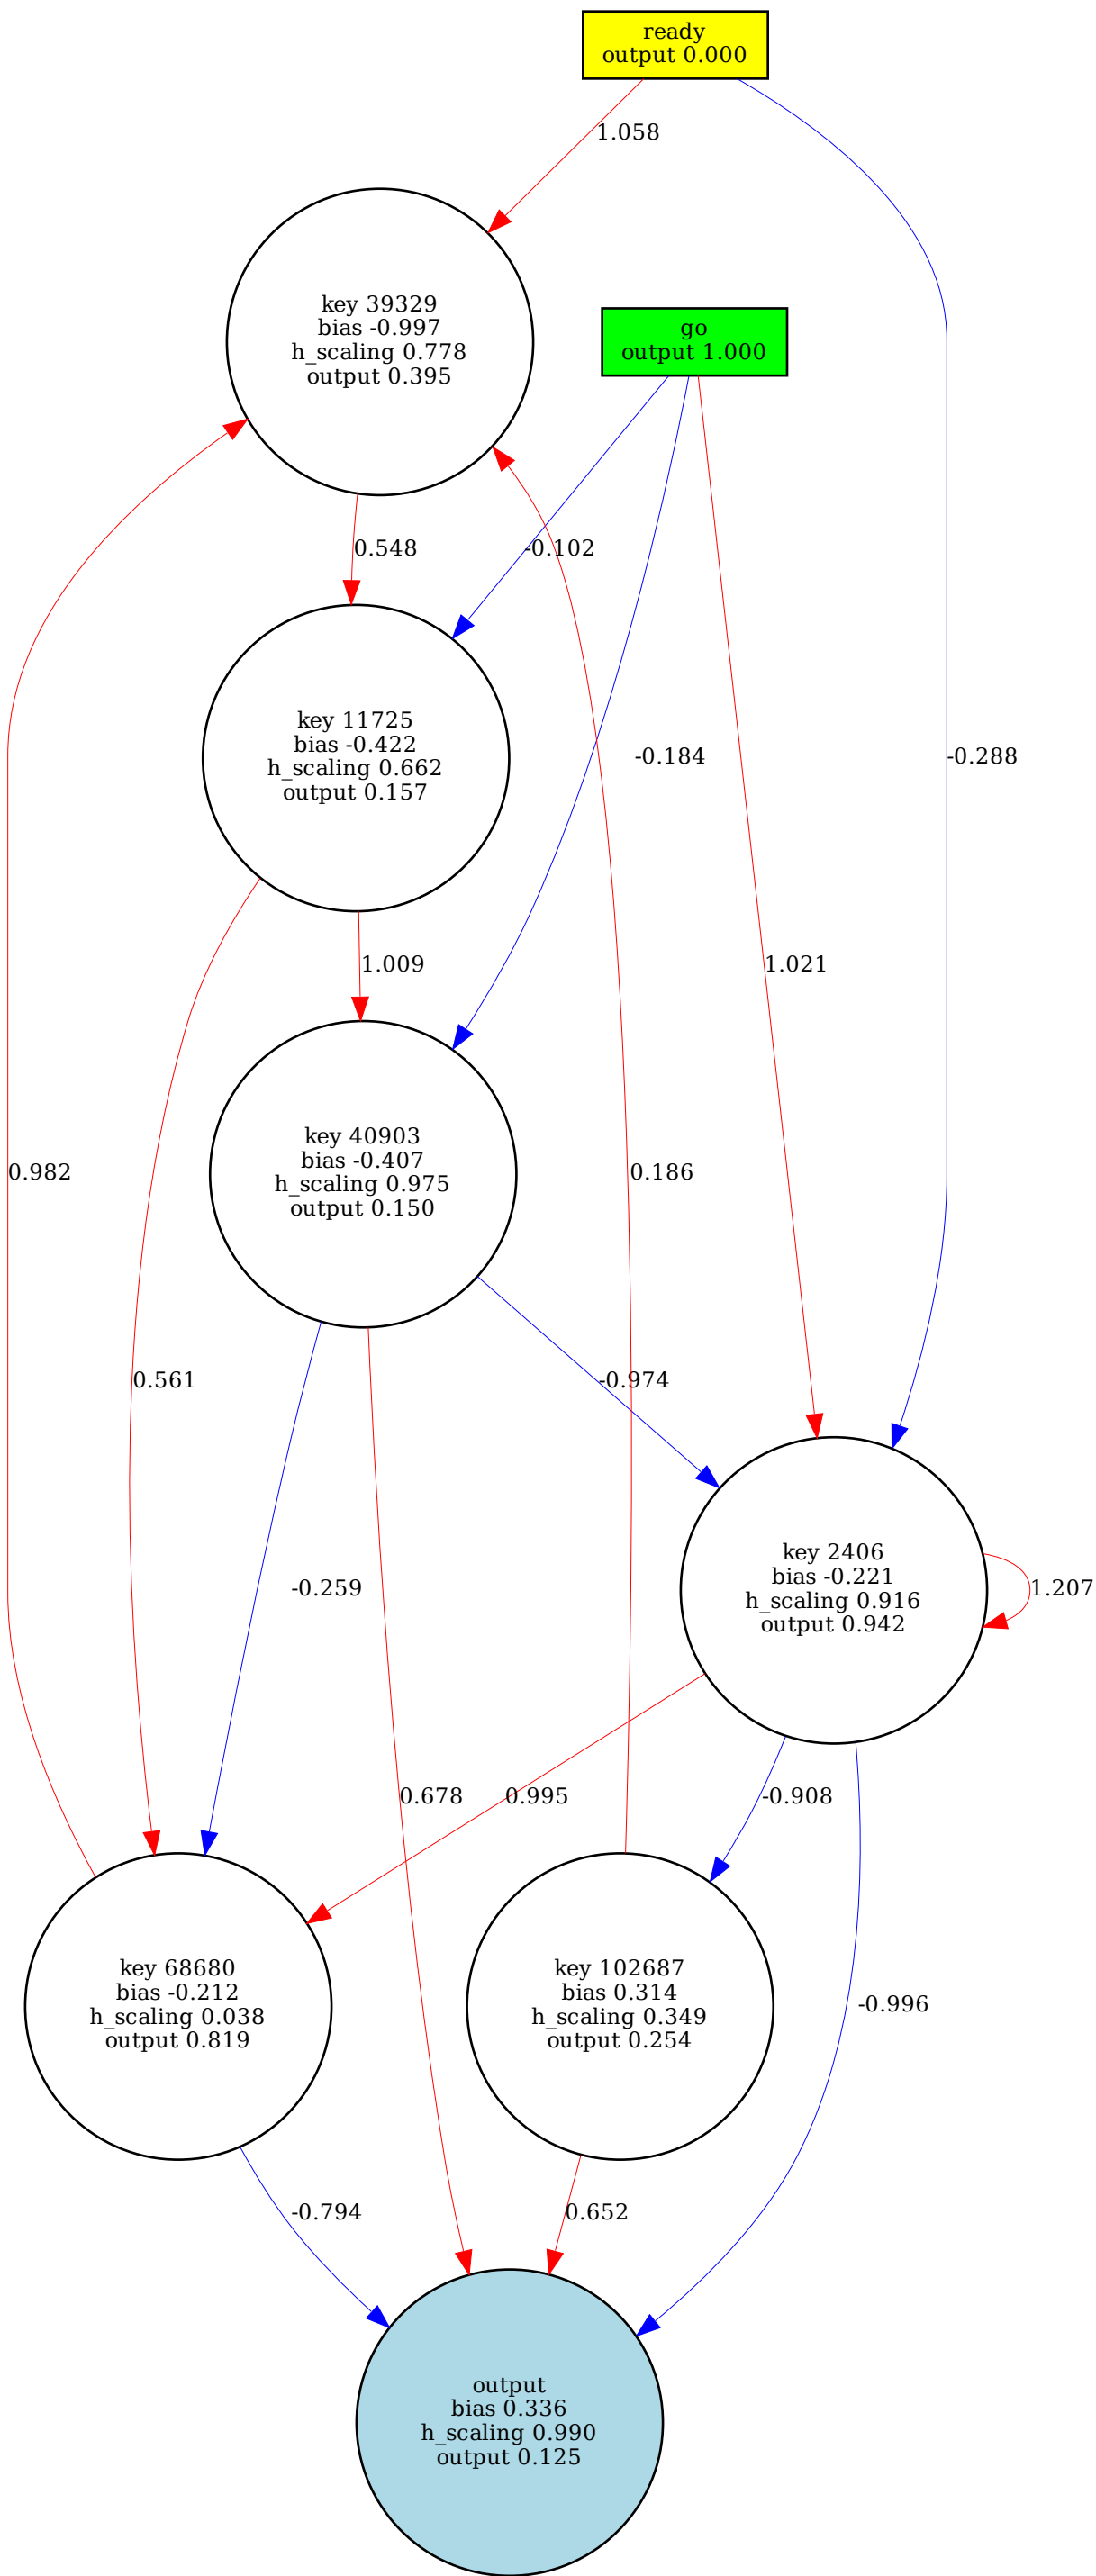 ready
output 0.000
1.058
key 39329
bias -0.997
h_scaling 0.778
output 0.395
go
output 1.000
0.548
-0.102
key 11725
bias -0.422
h_scaling 0.662
output 0.157
-0.184
-0.288
1.009
1.021
key 40903
bias -0.407
h_scaling 0.975
output 0.150
0.982
0.186
0.561
-0.974
key 2406
bias -0.221
h_scaling 0.916
output 0.942
-0.259
1.207
0.678
0.995
-0.908
key 68680
bias -0.212
h_scaling 0.038
output 0.819
key 102687
bias 0.314
h_scaling 0.349
output 0.254
-0.996
-0.794
0.652
output
bias 0.336
h_scaling 0.990
output 0.125